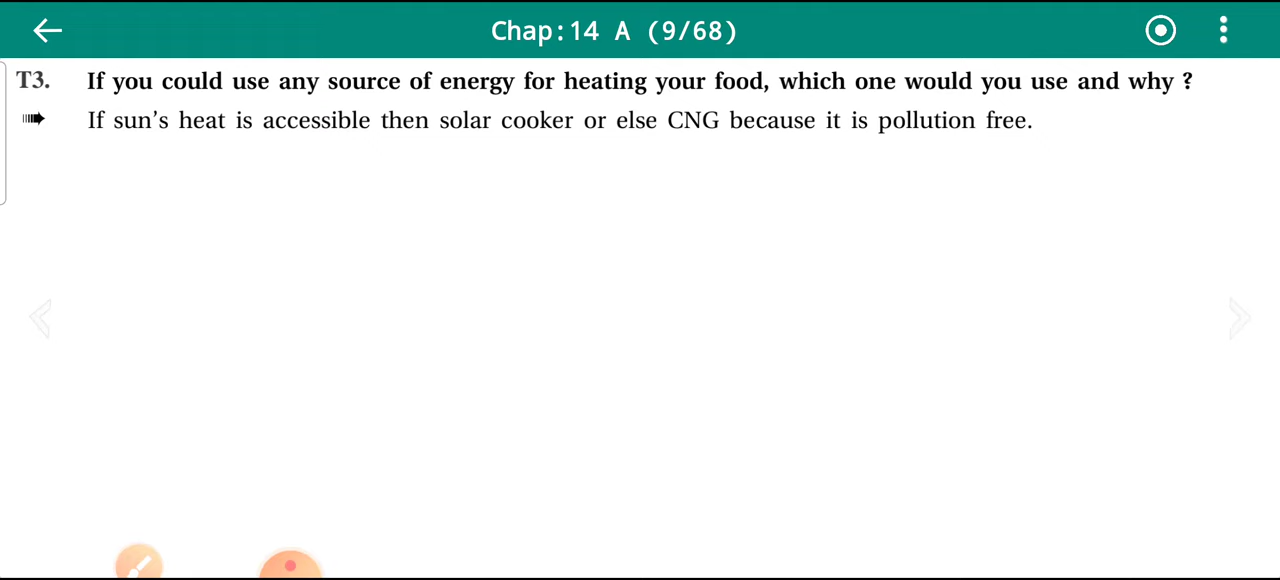 Chap:14 A (9/68)
T3. If you could use any source of energy for heating your food, which one would you use and why ?
If sun's heat is accessible then solar cooker or else CNG because it is pollution free.